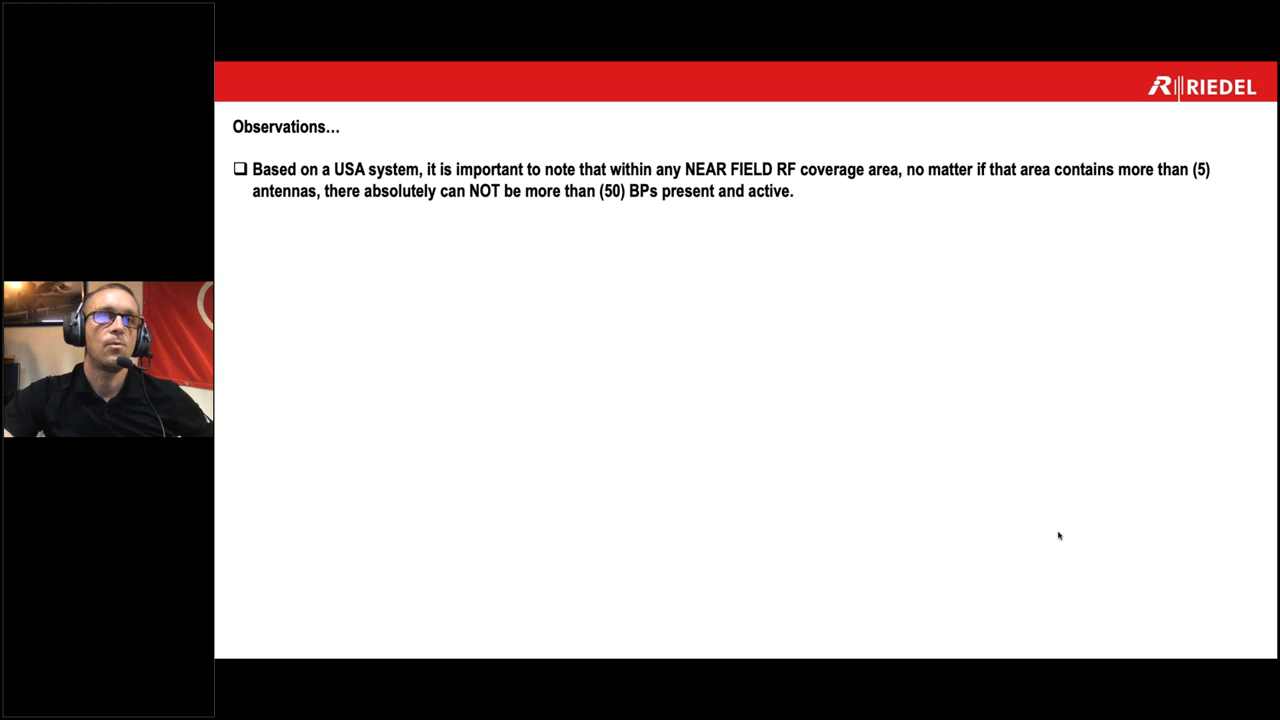 RIEDEL
Observations…
❑ Based on a USA system, it is important to note that within any NEAR FIELD RF coverage area, no matter if that area contains more than (5)
antennas, there absolutely can NOT be more than (50) BPs present and active.